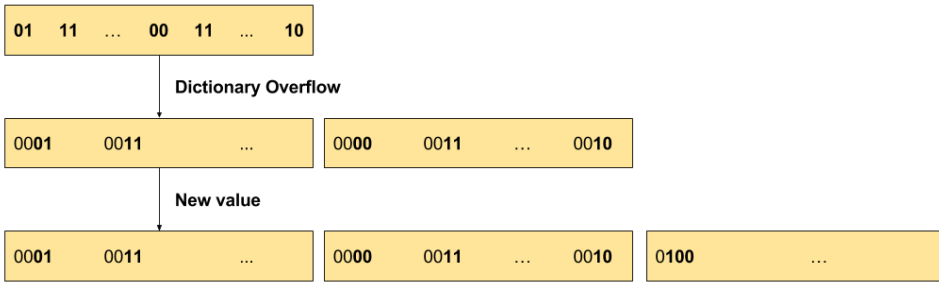 01 11 … 00 11 ... 10
Dictionary Overflow
0001 0011 ... 0000 0011 … 0010
New value
0001 0011 ... 0000 0011 … 0010 0100 …